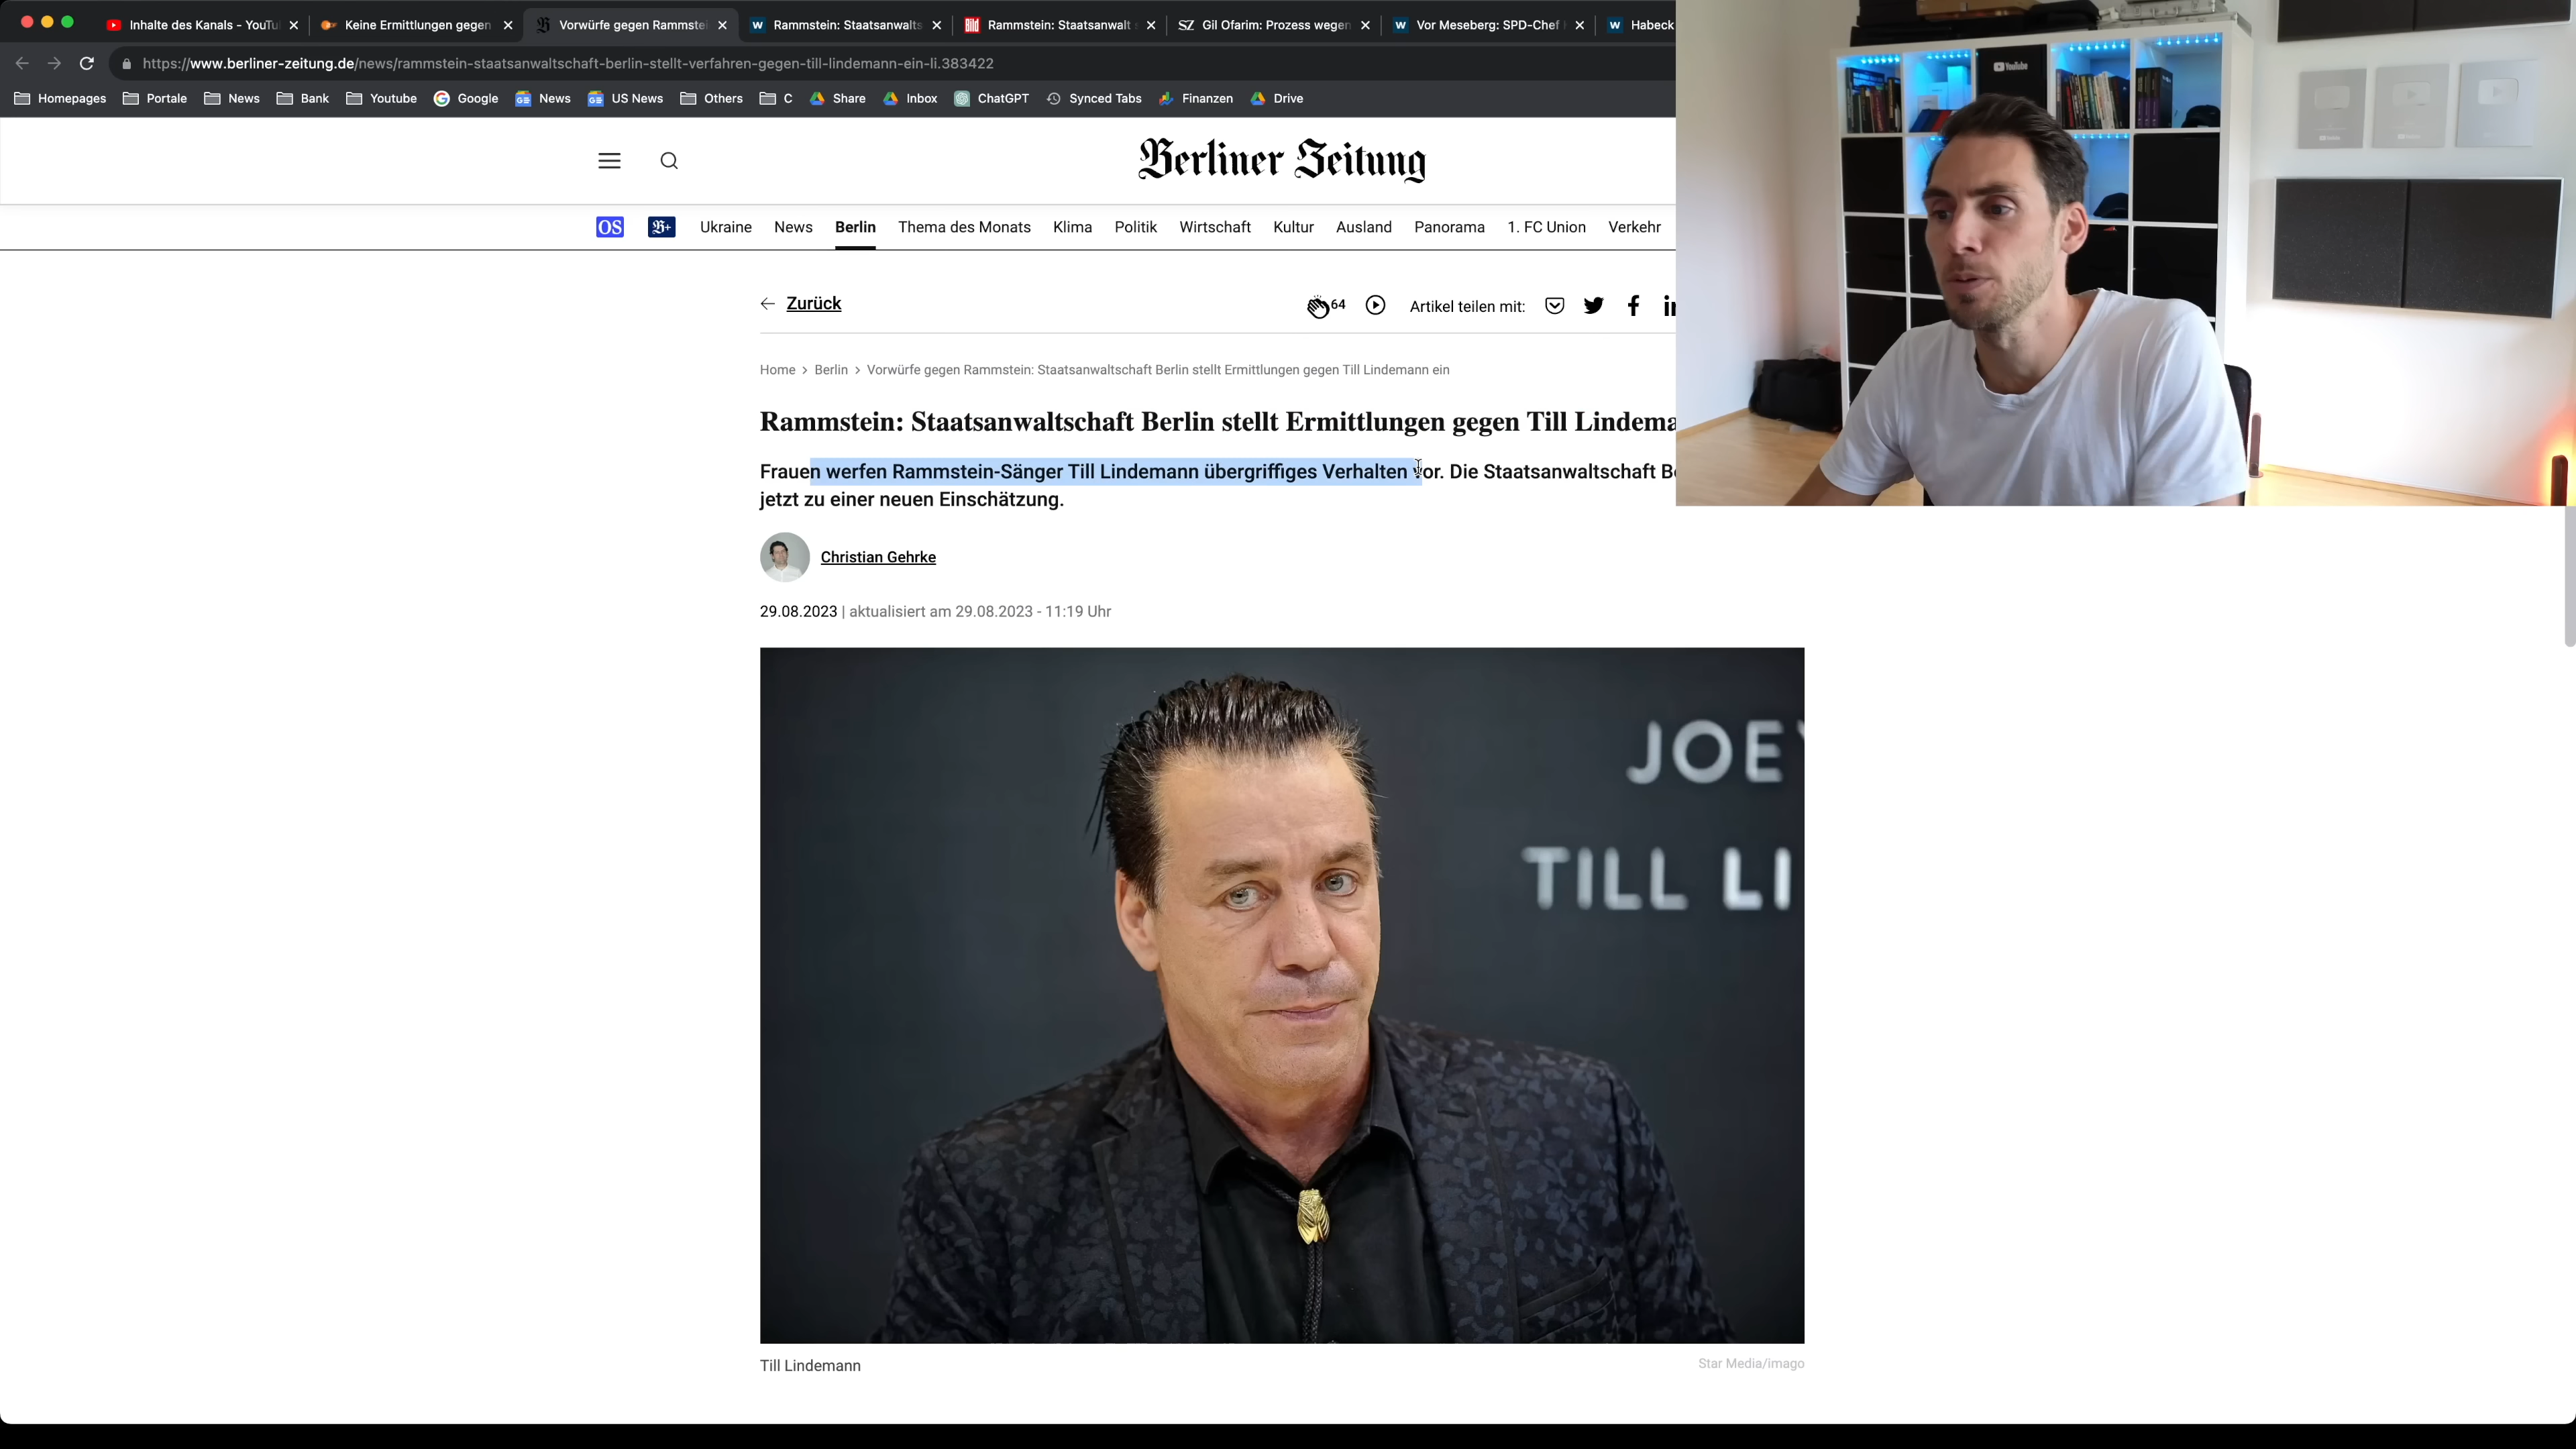 Inhalte des Kanals - YouTu
Keine Ermittlungen gegen
Vorwürfe gegen Rammstei
Rammstein: Staatsanwalts
Rammstein: Staatsanwalt s
Gil Ofarim: Prozess wegen
Vor Meseberg: SPD-Chef
Habeck
https://www.berliner-zeitung.de/news/rammstein-staatsanwaltschaft-berlin-stellt-verfahren-gegen-till-lindemann-ein-li.383422
Homepages Portale News Bank Youtube Google News US News Others C Share Inbox ChatGPT Synced Tabs Finanzen Drive
YouTube
Berliner Zeitung
OS B+ Ukraine News Berlin Thema des Monats Klima Politik Wirtschaft Kultur Ausland Panorama 1. FC Union Verkehr
← Zurück
64 Artikel teilen mit:
Home > Berlin > Vorwürfe gegen Rammstein: Staatsanwaltschaft Berlin stellt Ermittlungen gegen Till Lindemann ein
Rammstein: Staatsanwaltschaft Berlin stellt Ermittlungen gegen Till Lindema
Frauen werfen Rammstein-Sänger Till Lindemann übergriffiges Verhalten vor. Die Staatsanwaltschaft Be
jetzt zu einer neuen Einschätzung.
Christian Gehrke
29.08.2023 | aktualisiert am 29.08.2023 - 11:19 Uhr
JOEY
TILL LI
Till Lindemann
Star Media/imago